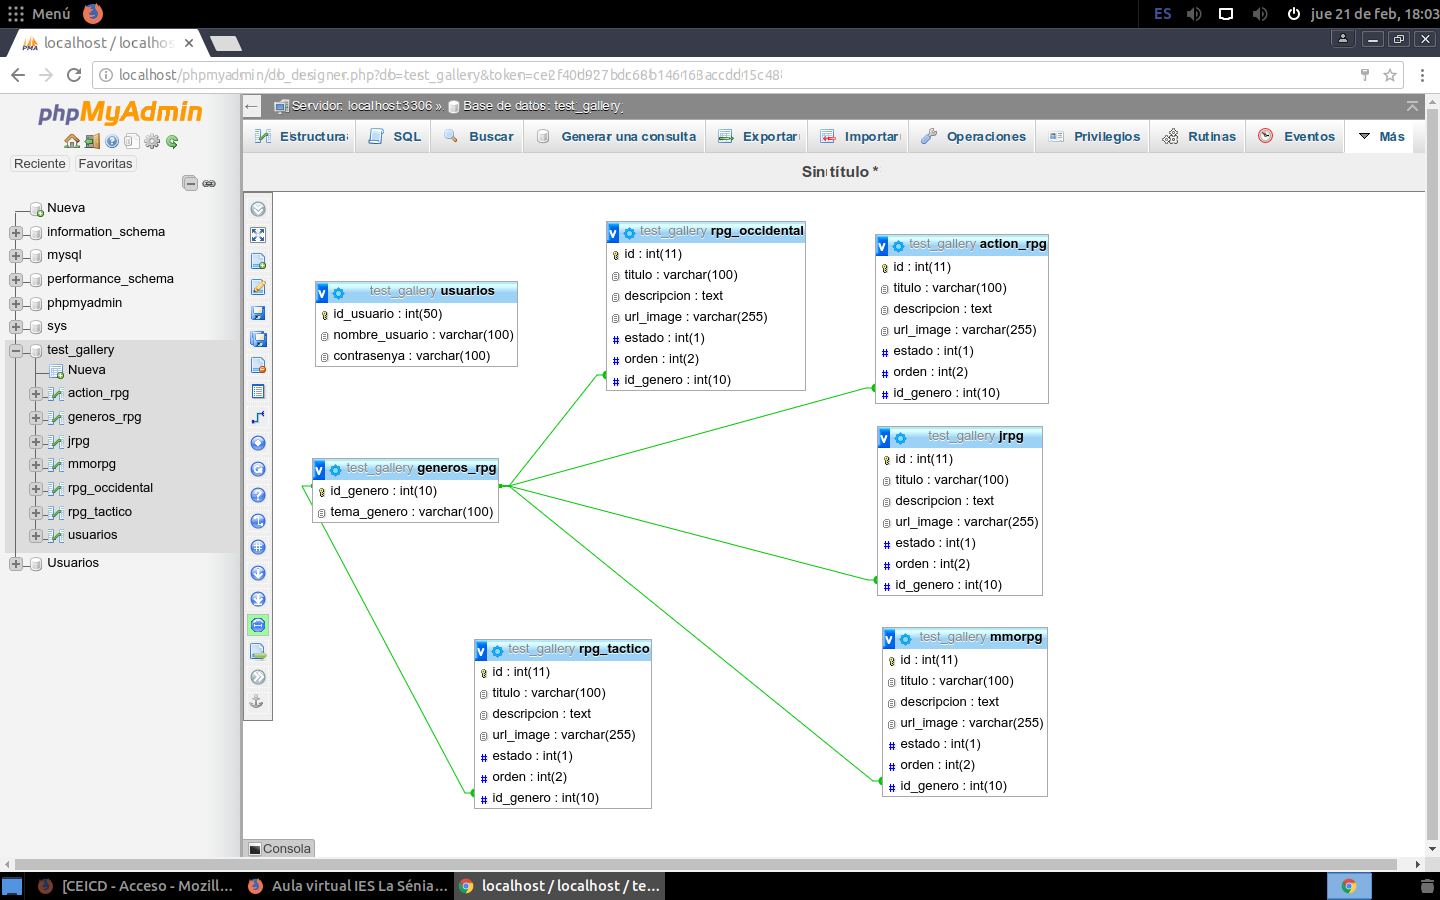 Menú
ES
jue 21 de feb, 18:03
localhost / localhos
localhost/phpmyadmin/db_designer.php?db=test_gallery&token=
phpMyAdmin
Reciente
Favoritas
Nueva
information_schema
mysql
performance_schema
phpmyadmin
sys
test_gallery
Nueva
action_rpg
generos_rpg
jrpg
mmorpg
rpg_occidental
rpg_tactico
usuarios
Usuarios
Servidor: localhost:3306 » Base de datos: test_gallery
Estructura
SQL
Buscar
Generar una consulta
Exportar
Importar
Operaciones
Privilegios
Rutinas
Eventos
Más
Sin título *
test_gallery usuarios
id_usuario : int(50)
nombre_usuario : varchar(100)
contrasenya : varchar(100)
test_gallery rpg_occidental
id : int(11)
titulo : varchar(100)
descripcion : text
url_image : varchar(255)
estado : int(1)
orden : int(2)
id_genero : int(10)
test_gallery action_rpg
id : int(11)
titulo : varchar(100)
descripcion : text
url_image : varchar(255)
estado : int(1)
orden : int(2)
id_genero : int(10)
test_gallery generos_rpg
id_genero : int(10)
tema_genero : varchar(100)
test_gallery jrpg
id : int(11)
titulo : varchar(100)
descripcion : text
url_image : varchar(255)
estado : int(1)
orden : int(2)
id_genero : int(10)
test_gallery rpg_tactico
id : int(11)
titulo : varchar(100)
descripcion : text
url_image : varchar(255)
estado : int(1)
orden : int(2)
id_genero : int(10)
test_gallery mmorpg
id : int(11)
titulo : varchar(100)
descripcion : text
url_image : varchar(255)
estado : int(1)
orden : int(2)
id_genero : int(10)
Consola
[CEICD - Acceso - Mozill...
Aula virtual IES La Sénia...
localhost / localhost / te...